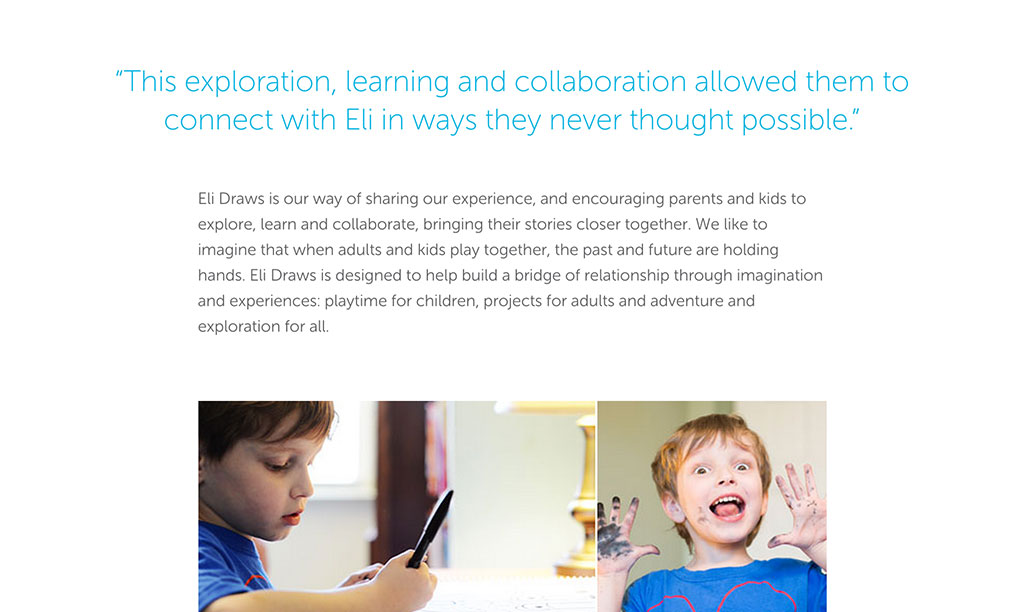 “This exploration, learning and collaboration allowed them to
connect with Eli in ways they never thought possible.”
Eli Draws is our way of sharing our experience, and encouraging parents and kids to
explore, learn and collaborate, bringing their stories closer together. We like to
imagine that when adults and kids play together, the past and future are holding
hands. Eli Draws is designed to help build a bridge of relationship through imagination
and experiences: playtime for children, projects for adults and adventure and
exploration for all.